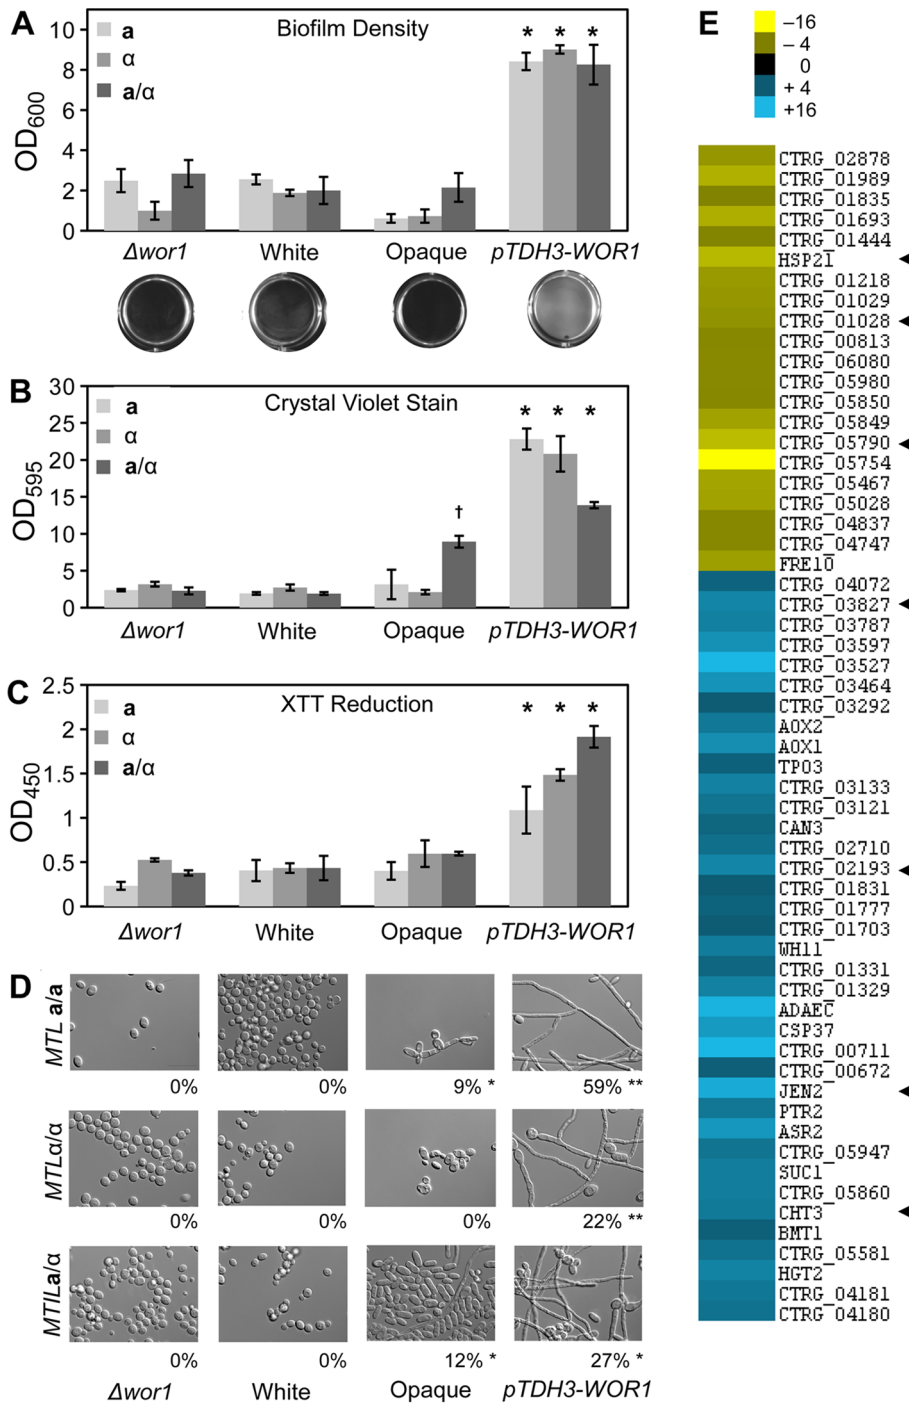 A
Biofilm Density
a
α
a/α
* * *
OD600
10
8
6
4
2
0
Δwor1 White Opaque pTDH3-WOR1
B
Crystal Violet Stain
a
α
a/α
* * *
†
OD595
30
25
20
15
10
5
0
Δwor1 White Opaque pTDH3-WOR1
C
XTT Reduction
a
α
a/α
* * *
OD450
2.5
2
1.5
1
0.5
0
Δwor1 White Opaque pTDH3-WOR1
D
MTL a/a
0% 0% 9% * 59% **
MTLα/α
0% 0% 0% 22% **
MTLa/α
0% 0% 12% * 27% *
Δwor1 White Opaque pTDH3-WOR1
E
–16
– 4
0
+ 4
+16
CTRG_02878
CTRG_01989
CTRG_01835
CTRG_01693
CTRG_01444
HSP21
CTRG_01218
CTRG_01029
CTRG_01028
CTRG_00813
CTRG_06080
CTRG_05980
CTRG_05850
CTRG_05849
CTRG_05790
CTRG_05754
CTRG_05467
CTRG_05028
CTRG_04837
CTRG_04747
FRE10
CTRG_04072
CTRG_03827
CTRG_03787
CTRG_03597
CTRG_03527
CTRG_03464
CTRG_03292
AOX2
AOX1
TPO3
CTRG_03133
CTRG_03121
CAN3
CTRG_02710
CTRG_02193
CTRG_01831
CTRG_01777
CTRG_01703
WH11
CTRG_01331
CTRG_01329
ADAEC
CSP37
CTRG_00711
CTRG_00672
JEN2
PTR2
ASR2
CTRG_05947
SUC1
CTRG_05860
CHT3
BMT1
CTRG_05581
HGT2
CTRG_04181
CTRG_04180